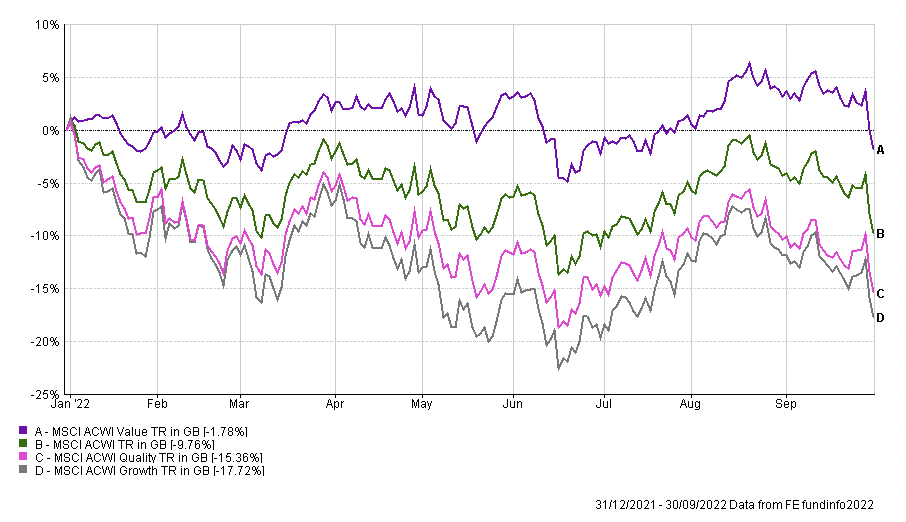 10%
5%
0%
-5%
-10%
-15%
-20%
-25%
A
B
C
D
Jan '22 Feb Mar Apr May Jun Jul Aug Sep
A - MSCI ACWI Value TR in GB [-1.78%]
B - MSCI ACWI TR in GB [-9.76%]
C - MSCI ACWI Quality TR in GB [-15.36%]
D - MSCI ACWI Growth TR in GB [-17.72%]
31/12/2021 - 30/09/2022 Data from FE fundinfo2022